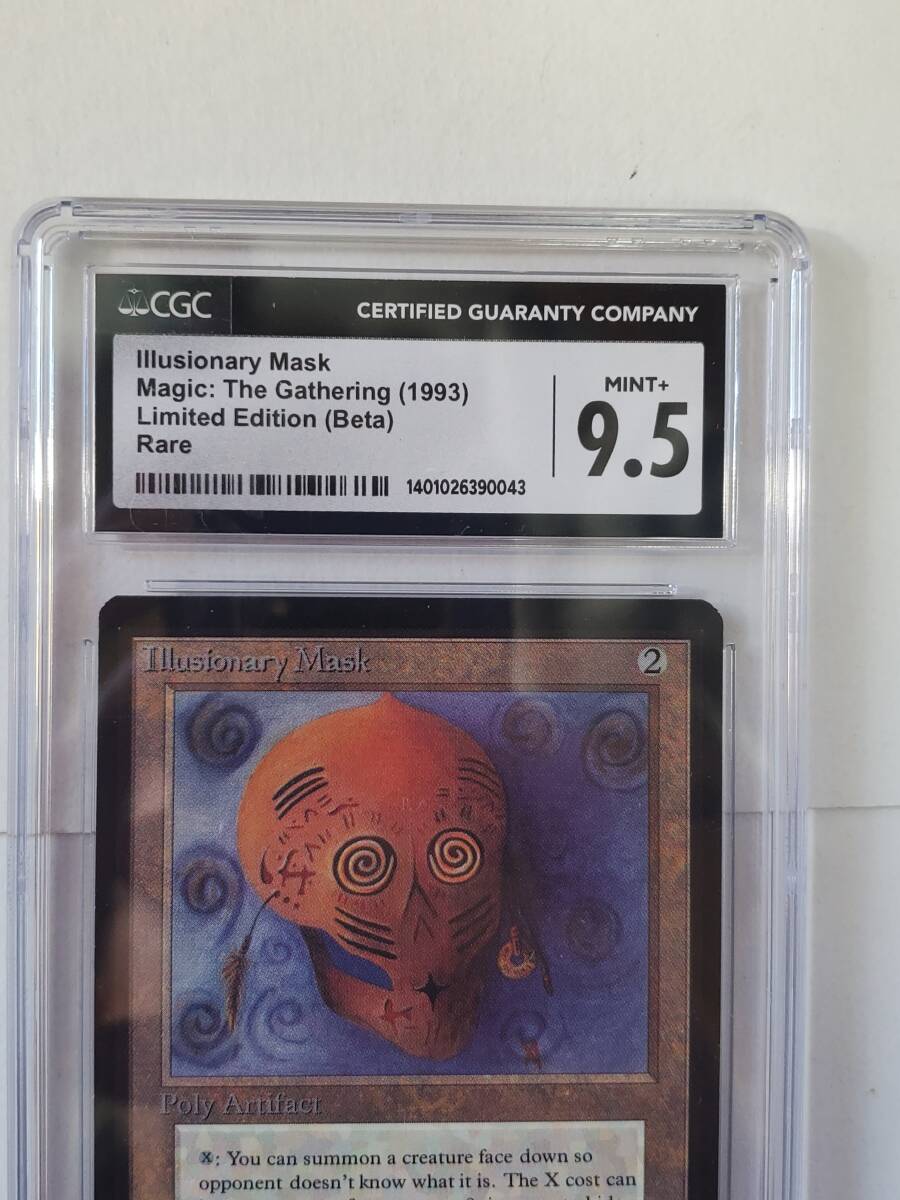 CGC
CERTIFIED GUARANTY COMPANY
Illusionary Mask
Magic: The Gathering (1993)
Limited Edition (Beta)
Rare
MINT+
9.5
1401026390043
Illusionary Mask
2
Poly Artifact
X: You can summon a creature face down so
opponent doesn't know what it is. The X cost can